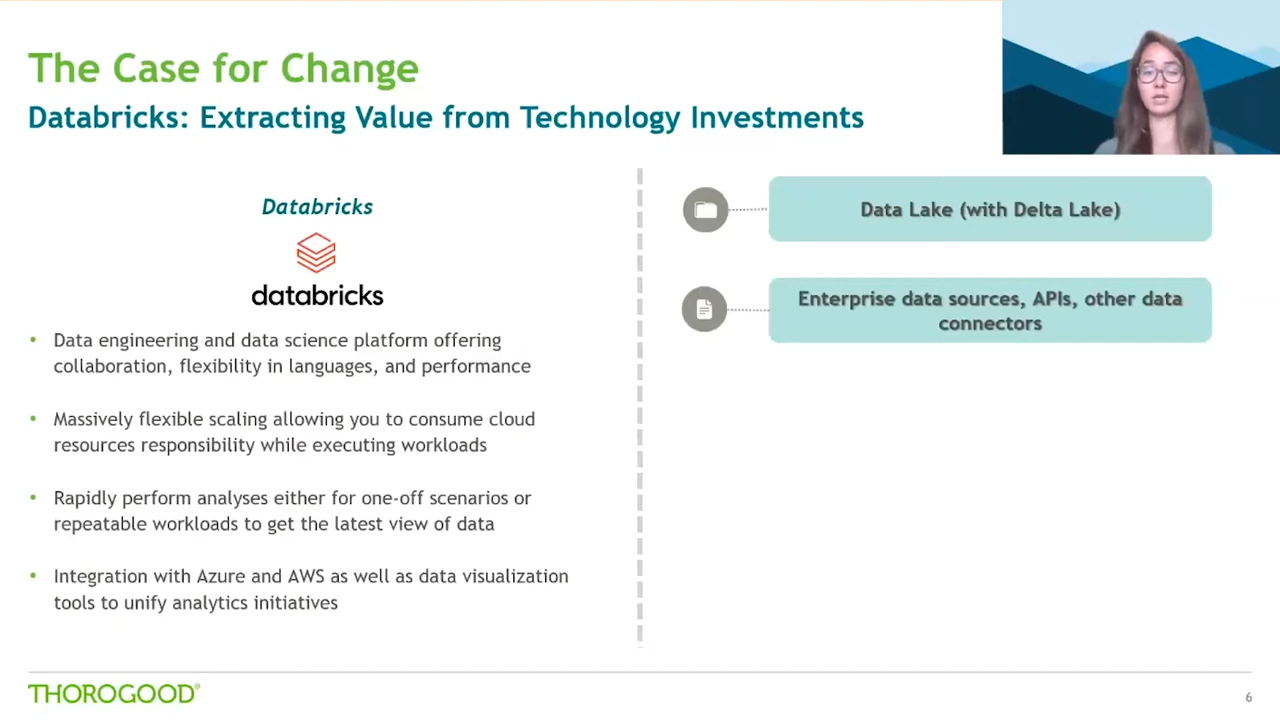 The Case for Change
Databricks: Extracting Value from Technology Investments
Databricks
databricks
• Data engineering and data science platform offering
collaboration, flexibility in languages, and performance
• Massively flexible scaling allowing you to consume cloud
resources responsibility while executing workloads
• Rapidly perform analyses either for one-off scenarios or
repeatable workloads to get the latest view of data
• Integration with Azure and AWS as well as data visualization
tools to unify analytics initiatives
Data Lake (with Delta Lake)
Enterprise data sources, APIs, other data
connectors
THOROGOOD®
6